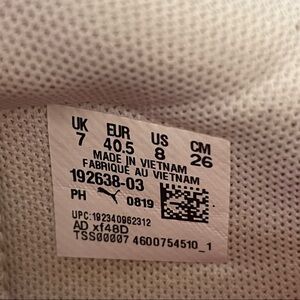 UK EUR US CM
7 40.5 8 26
MADE IN VIETNAM
FABRIQUÉ AU VIETNAM
192638-03
PH 0819
UPC:192340962312
AD xf48D
TSS00007 4600754510_1